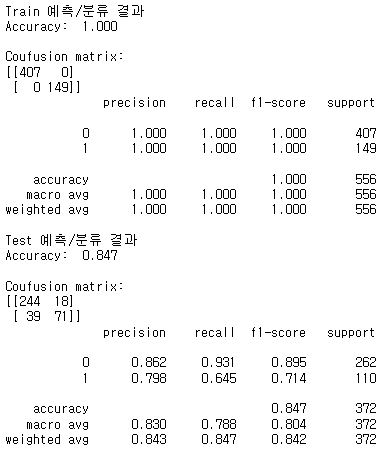 Train 예측/분류 결과
Accuracy: 1.000
Coufusion matrix:
[[407 0]
[ 0 149]]
precision recall f1-score support
0 1.000 1.000 1.000 407
1 1.000 1.000 1.000 149
accuracy 1.000 556
macro avg 1.000 1.000 1.000 556
weighted avg 1.000 1.000 1.000 556
Test 예측/분류 결과
Accuracy: 0.847
Coufusion matrix:
[[244 18]
[ 39 71]]
precision recall f1-score support
0 0.862 0.931 0.895 262
1 0.798 0.645 0.714 110
accuracy 0.847 372
macro avg 0.830 0.788 0.804 372
weighted avg 0.843 0.847 0.842 372